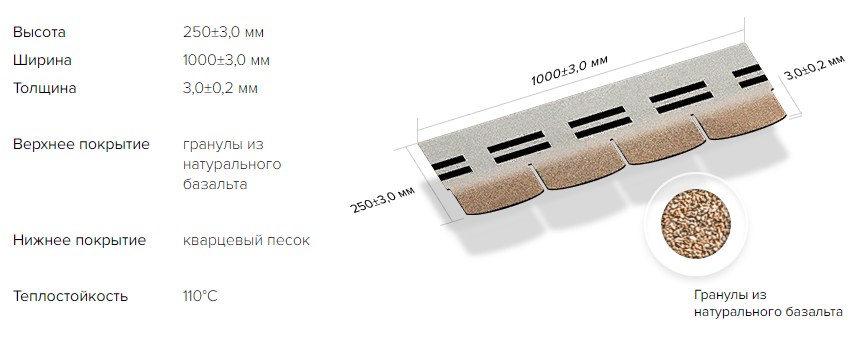 Высота 250±3,0 мм
Ширина 1000±3,0 мм
Толщина 3,0±0,2 мм
Верхнее покрытие гранулы из
натурального
базальта
Нижнее покрытие кварцевый песок
Теплостойкость 110°C
1000±3,0 мм
3,0±0,2 мм
250±3,0 мм
Гранулы из
натурального базальта